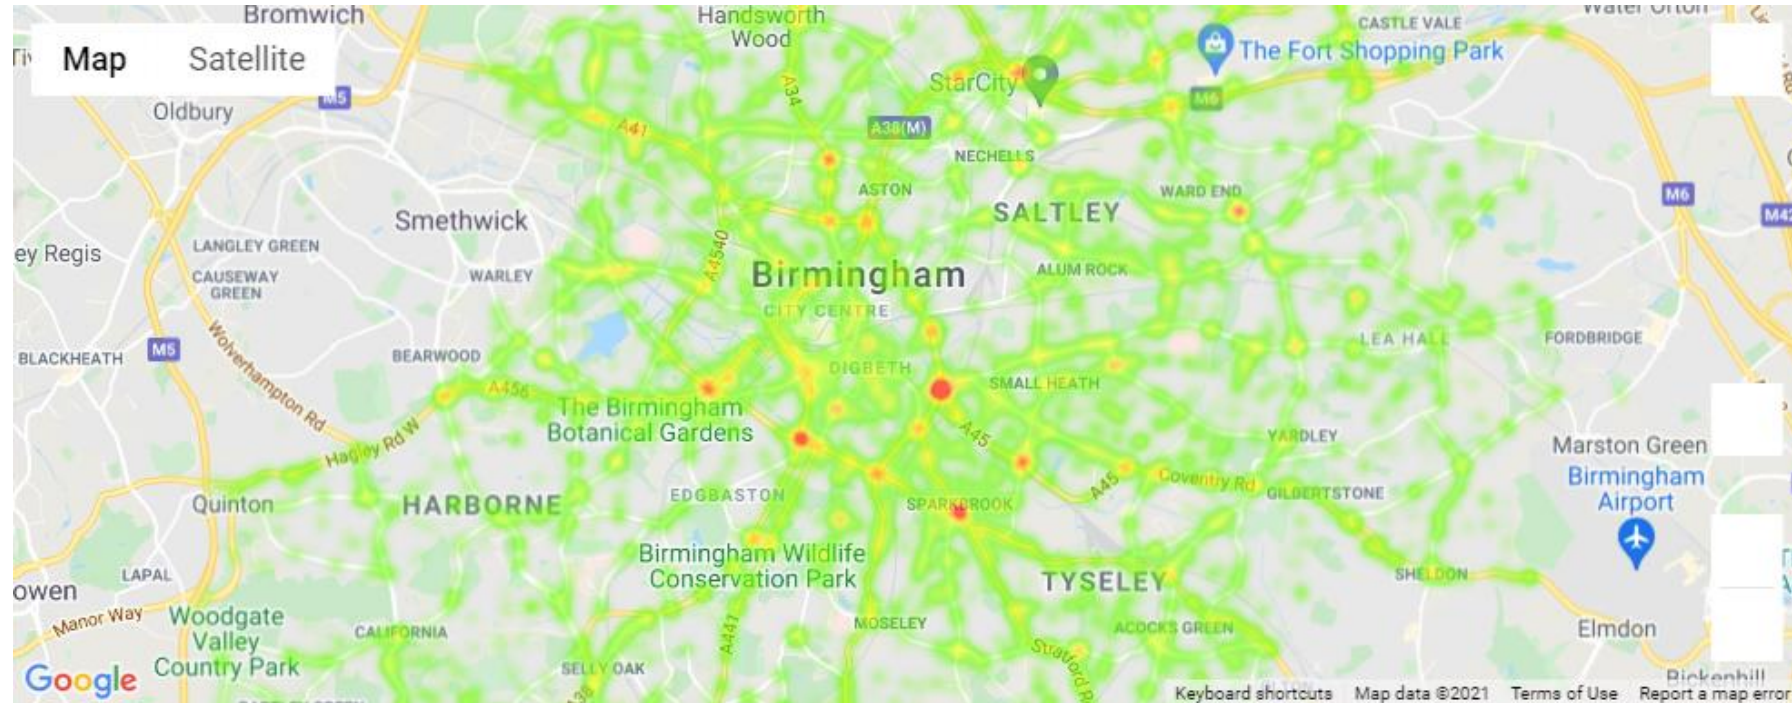 Bromwich
Handsworth
Wood
CASTLE VALE
Water Orton
Map
Satellite
The Fort Shopping Park
StarCity
M5
M6
A34
Oldbury
A41
A38(M)
NECHELLS
ASTON
WARD END
M6
M42
Smethwick
SALTLEY
ey Regis
LANGLEY GREEN
A4540
CAUSEWAY
GREEN
WARLEY
Birmingham
ALUM ROCK
CITY CENTRE
Wolverhampton Rd
BLACKHEATH
M5
BEARWOOD
DIGBETH
LEA HALL
FORDBRIDGE
A456
SMALL HEATH
The Birmingham
Botanical Gardens
Hagley Rd W
A45
YARDLEY
Marston Green
Birmingham
Airport
Quinton
HARBORNE
EDGBASTON
SPARKBROOK
A45
Coventry Rd
GILBERTSTONE
Birmingham Wildlife
Conservation Park
LAPAL
TYSELEY
SHELDON
owen
Manor Way
Woodgate
Valley
Country Park
CALIFORNIA
A441
MOSELEY
ACOCKS GREEN
Elmdon
Stratford R
SELLY OAK
A38
Bickenhill
Google
Keyboard shortcuts
Map data ©2021
Terms of Use
Report a map error